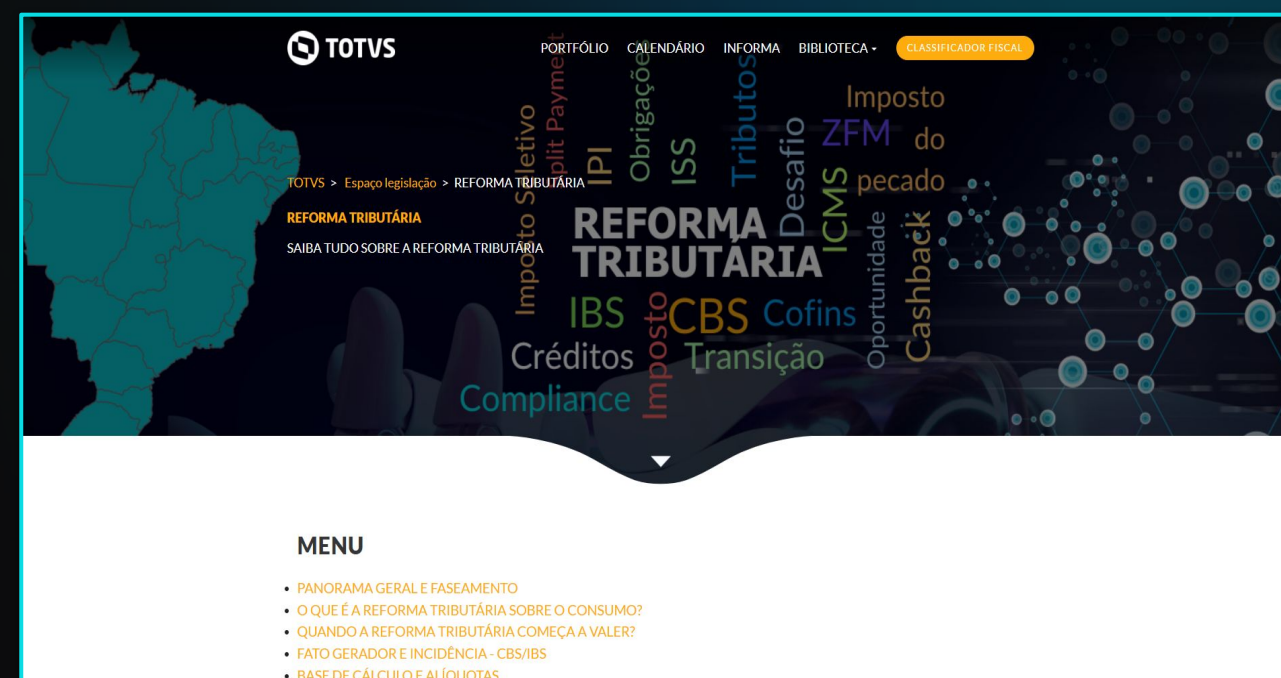 TOTVS
PORTFÓLIO CALENDÁRIO INFORMA BIBLIOTECA CLASSIFICADOR FISCAL
TOTVS > Espaço legislação > REFORMA TRIBUTÁRIA
REFORMA TRIBUTÁRIA
SAIBA TUDO SOBRE A REFORMA TRIBUTÁRIA
Imposto Seletivo
Split Payment
IPI
Obrigações
ISS
Tributos
Desafio
Imposto
do
pecado
ZFM
ICMS
REFORMA
TRIBUTÁRIA
Oportunidade
Cashback
IBS
Imposto
CBS
Cofins
Créditos
Transição
Compliance
MENU
• PANORAMA GERAL E FASEAMENTO
• O QUE É A REFORMA TRIBUTÁRIA SOBRE O CONSUMO?
• QUANDO A REFORMA TRIBUTÁRIA COMEÇA A VALER?
• FATO GERADOR E INCIDÊNCIA - CBS/IBS
• BASE DE CÁLCULO E ALÍQUOTAS